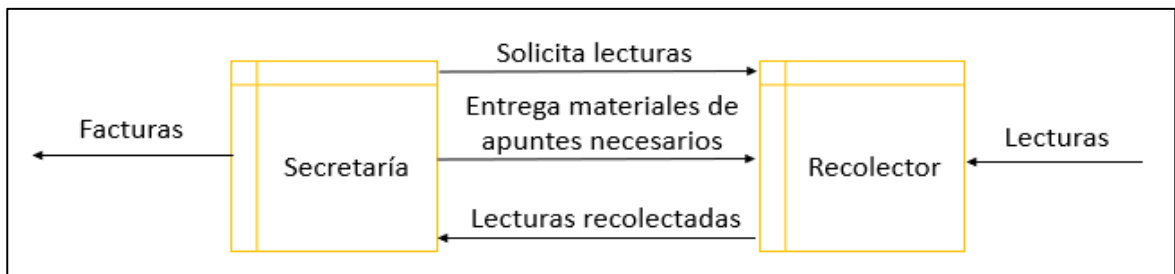 Solicita lecturas
Entrega materiales de
apuntes necesarios
Facturas
Secretaría
Recolector
Lecturas
Lecturas recolectadas